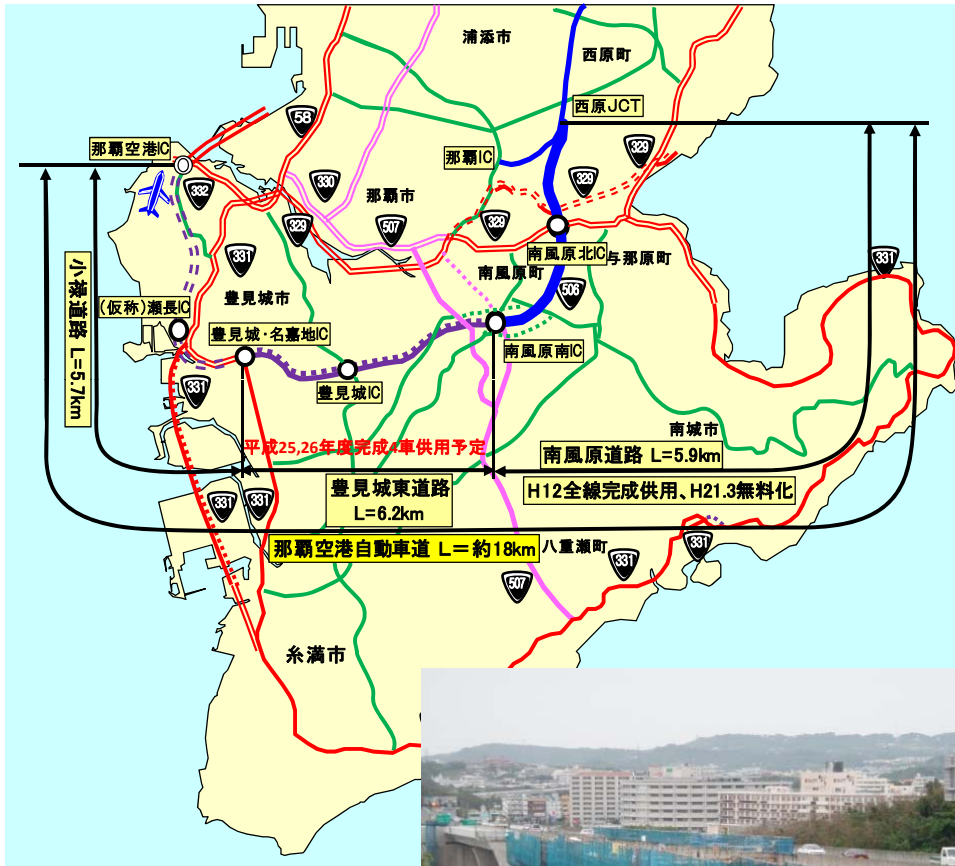 浦添市
西原町
西原JCT
58
那覇空港IC
那覇IC
329
332
330
那覇市
329
507
329
329
南風原北IC
与那原町
331
331
南風原町
小禄道路 L=5.7km
(仮称)瀬長IC
豊見城市
506
豊見城・名嘉地IC
南風原南IC
331
豊見城IC
南城市
平成25,26年度完成4車供用予定
南風原道路 L=5.9km
豊見城東道路
L=6.2km
H12全線完成供用、H21.3無料化
331
331
那覇空港自動車道 L=約18km
八重瀬町
331
331
507
糸満市